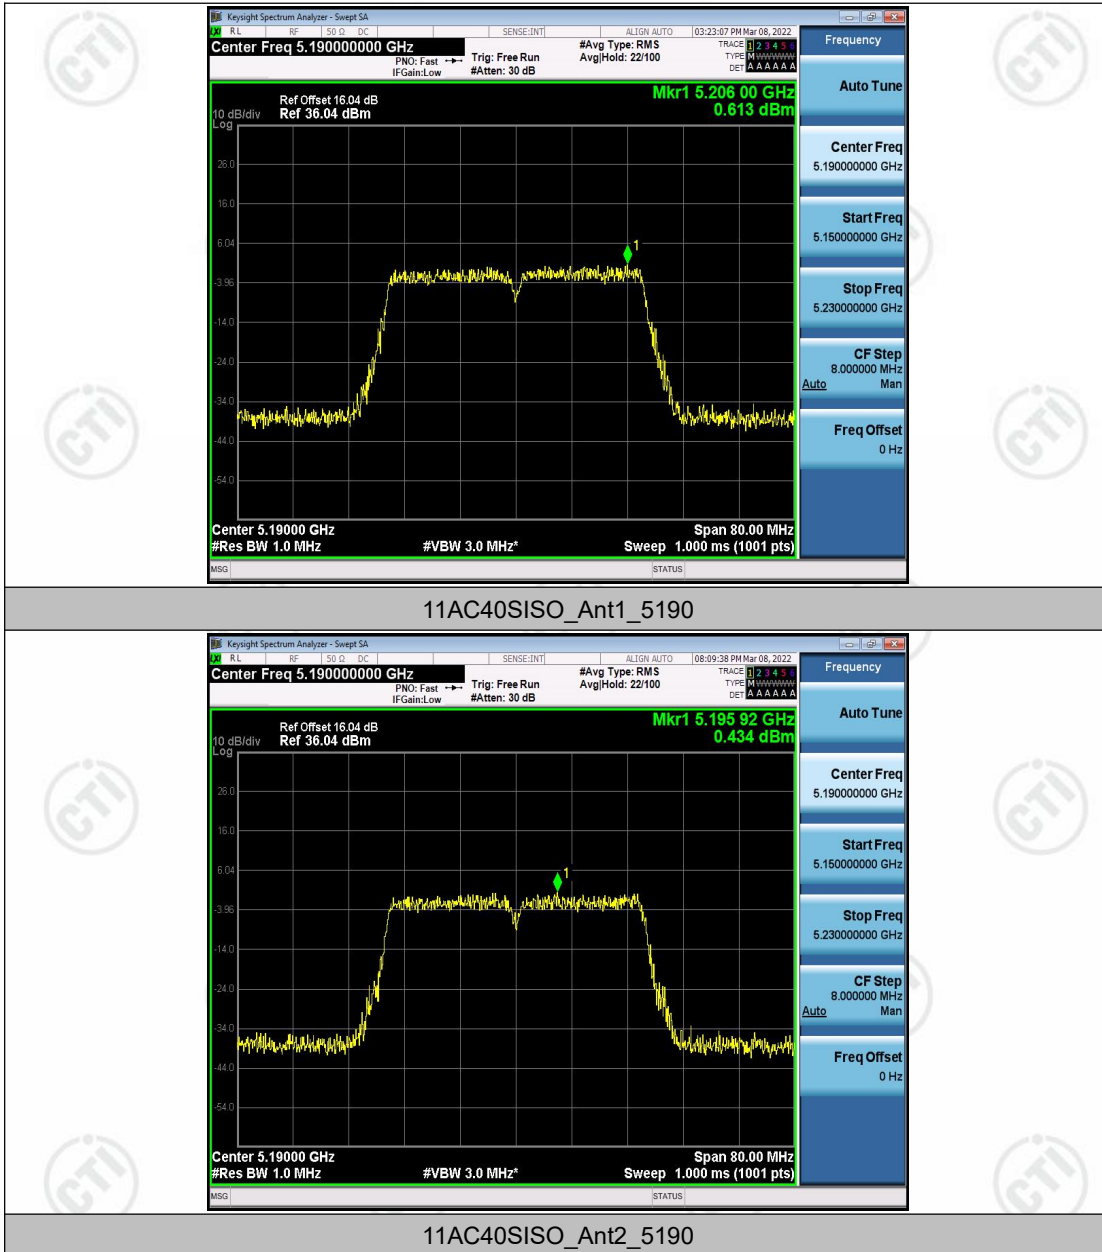 Keysight Spectrum Analyzer - Swept SA
LXI RL RF 50 Ω DC SENSE:INT ALIGN AUTO 03:23:07 PM Mar 08, 2022
Center Freq 5.190000000 GHz
PNO: Fast
IFGain:Low
Trig: Free Run
#Atten: 30 dB
#Avg Type: RMS
Avg|Hold: 22/100
TRACE 1 2 3 4 5 6
TYPE M WWWWW
DET A A A A A A
Mkr1 5.206 00 GHz
0.613 dBm
Ref Offset 16.04 dB
10 dB/div Ref 36.04 dBm
Log
26.0
16.0
6.04
-3.96
-14.0
-24.0
-34.0
-44.0
-54.0
1
Center 5.19000 GHz Span 80.00 MHz
#Res BW 1.0 MHz #VBW 3.0 MHz* Sweep 1.000 ms (1001 pts)
MSG STATUS
Frequency
Auto Tune
Center Freq
5.190000000 GHz
Start Freq
5.150000000 GHz
Stop Freq
5.230000000 GHz
CF Step
8.000000 MHz
Auto Man
Freq Offset
0 Hz
11AC40SISO_Ant1_5190
Keysight Spectrum Analyzer - Swept SA
LXI RL RF 50 Ω DC SENSE:INT ALIGN AUTO 08:09:38 PM Mar 08, 2022
Center Freq 5.190000000 GHz
PNO: Fast
IFGain:Low
Trig: Free Run
#Atten: 30 dB
#Avg Type: RMS
Avg|Hold: 22/100
TRACE 1 2 3 4 5 6
TYPE M WWWWW
DET A A A A A A
Mkr1 5.195 92 GHz
0.434 dBm
Ref Offset 16.04 dB
10 dB/div Ref 36.04 dBm
Log
26.0
16.0
6.04
-3.96
-14.0
-24.0
-34.0
-44.0
-54.0
1
Center 5.19000 GHz Span 80.00 MHz
#Res BW 1.0 MHz #VBW 3.0 MHz* Sweep 1.000 ms (1001 pts)
MSG STATUS
Frequency
Auto Tune
Center Freq
5.190000000 GHz
Start Freq
5.150000000 GHz
Stop Freq
5.230000000 GHz
CF Step
8.000000 MHz
Auto Man
Freq Offset
0 Hz
11AC40SISO_Ant2_5190
CTI
CTI
CTI
CTI
CTI
CTI
CTI
CTI